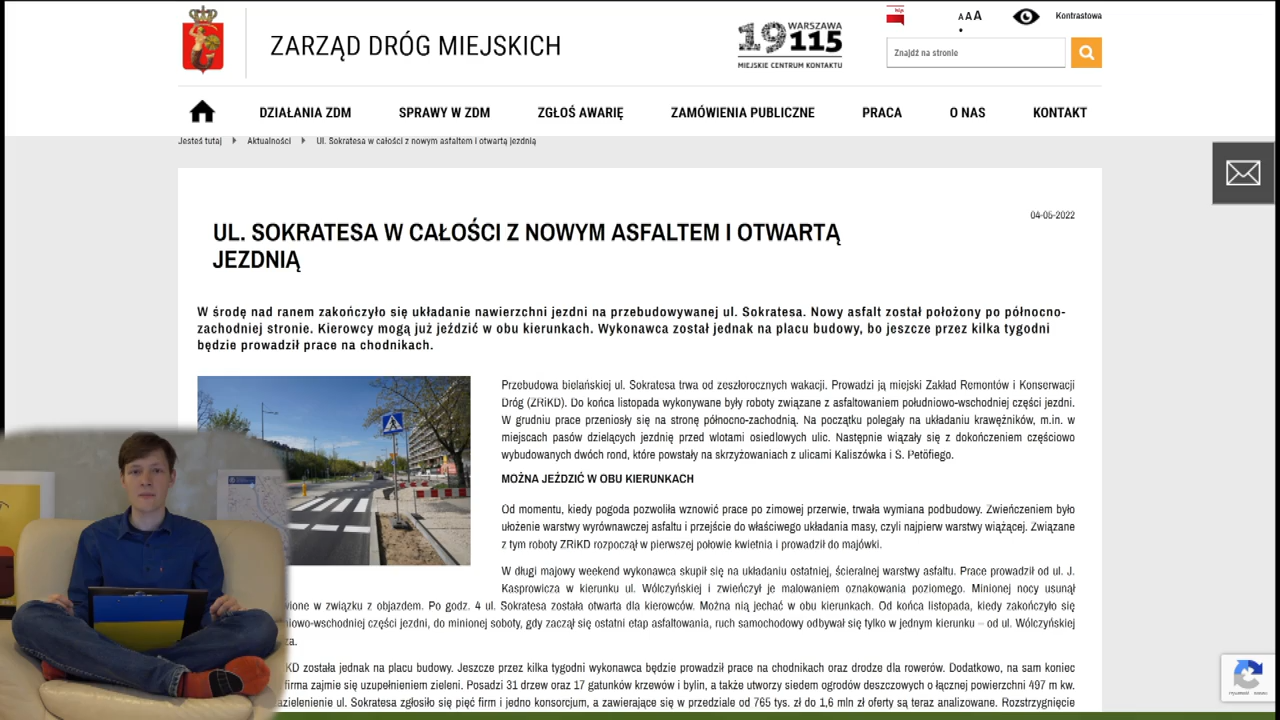 ZARZĄD DRÓG MIEJSKICH
19115
WARSZAWA
MIEJSKIE CENTRUM KONTAKTU
bip
A A A
Kontrastowa
Znajdź na stronie
DZIAŁANIA ZDM
SPRAWY W ZDM
ZGŁOŚ AWARIĘ
ZAMÓWIENIA PUBLICZNE
PRACA
O NAS
KONTAKT
Jesteś tutaj
Aktualności
Ul. Sokratesa w całości z nowym asfaltem i otwartą jezdnią
04-05-2022
UL. SOKRATESA W CAŁOŚCI Z NOWYM ASFALTEM I OTWARTĄ
JEZDNIĄ
W środę nad ranem zakończyło się układanie nawierzchni jezdni na przebudowywanej ul. Sokratesa. Nowy asfalt został położony po północno-
zachodniej stronie. Kierowcy mogą już jeździć w obu kierunkach. Wykonawca został jednak na placu budowy, bo jeszcze przez kilka tygodni
będzie prowadził prace na chodnikach.
Przebudowa bielańskiej ul. Sokratesa trwa od zeszłorocznych wakacji. Prowadzi ją miejski Zakład Remontów i Konserwacji
Dróg (ZRiKD). Do końca listopada wykonywane były roboty związane z asfaltowaniem południowo-wschodniej części jezdni.
W grudniu prace przeniosły się na stronę północno-zachodnią. Na początku polegały na układaniu krawężników, m.in. w
miejscach pasów dzielących jezdnię przed wlotami osiedlowych ulic. Następnie wiązały się z dokończeniem częściowo
wybudowanych dwóch rond, które powstały na skrzyżowaniach z ulicami Kaliszówka i S. Petöfiego.
MOŻNA JEŹDZIĆ W OBU KIERUNKACH
Od momentu, kiedy pogoda pozwoliła wznowić prace po zimowej przerwie, trwała wymiana podbudowy. Zwieńczeniem było
ułożenie warstwy wyrównawczej asfaltu i przejście do właściwego układania masy, czyli najpierw warstwy wiążącej. Związane
z tym roboty ZRiKD rozpoczął w pierwszej połowie kwietnia i prowadził do majówki.
W długi majowy weekend wykonawca skupił się na układaniu ostatniej, ścieralnej warstwy asfaltu. Prace prowadził od ul. J.
Kasprowicza w kierunku ul. Wólczyńskiej i zwieńczył je malowaniem oznakowania poziomego. Minionej nocy usunął
wione w związku z objazdem. Po godz. 4 ul. Sokratesa została otwarta dla kierowców. Można nią jechać w obu kierunkach. Od końca listopada, kiedy zakończyło się
niowo-wschodniej części jezdni, do minionej soboty, gdy zaczął się ostatni etap asfaltowania, ruch samochodowy odbywał się tylko w jednym kierunku – od ul. Wólczyńskiej
za.
KD została jednak na placu budowy. Jeszcze przez kilka tygodni wykonawca będzie prowadził prace na chodnikach oraz drodze dla rowerów. Dodatkowo, na sam koniec
firma zajmie się uzupełnieniem zieleni. Posadzi 31 drzew oraz 17 gatunków krzewów i bylin, a także utworzy siedem ogrodów deszczowych o łącznej powierzchni 497 m kw.
zazielenienie ul. Sokratesa zgłosiło się pięć firm i jedno konsorcjum, a zawierające się w przedziale od 765 tys. zł do 1,6 mln zł oferty są teraz analizowane. Rozstrzygnięcie